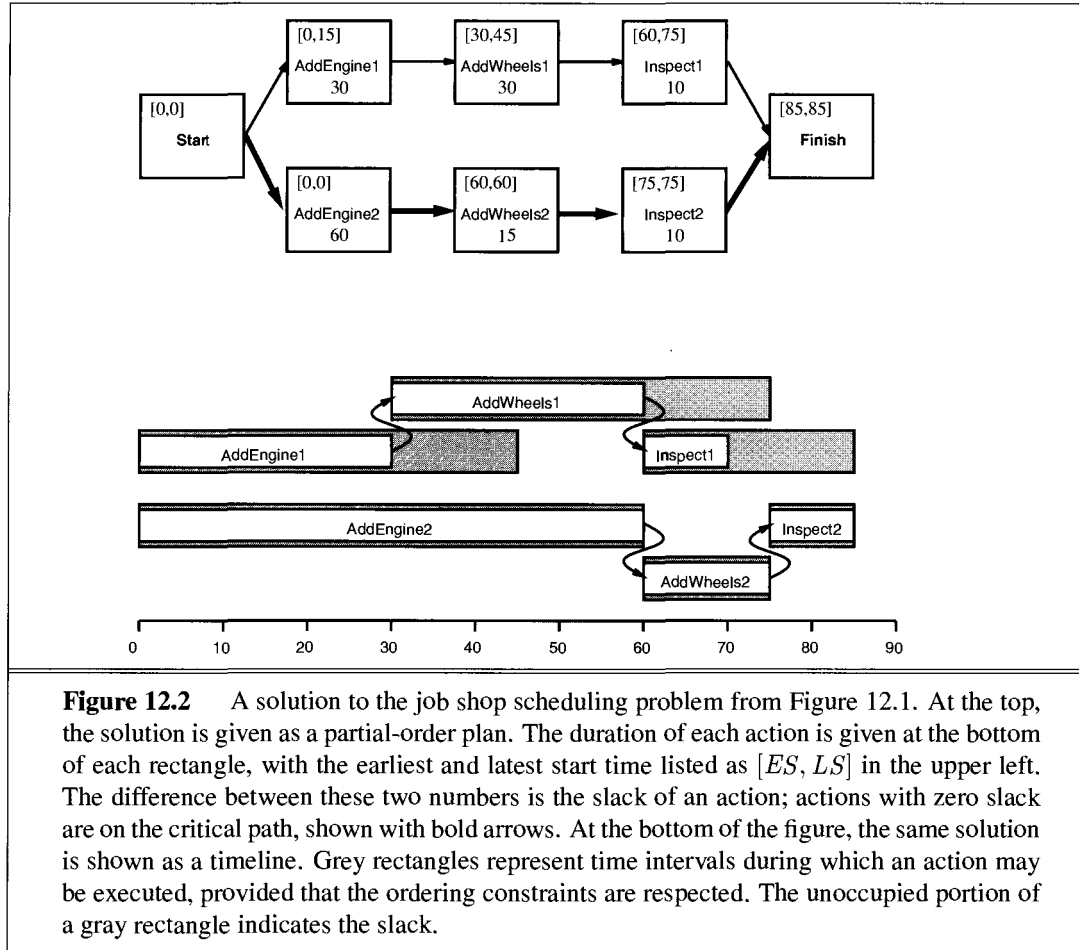 [0,15]
AddEngine1
30
[30,45]
AddWheels1
30
[60,75]
Inspect1
10
[0,0]
Start
[85,85]
Finish
[0,0]
AddEngine2
60
[60,60]
AddWheels2
15
[75,75]
Inspect2
10
AddWheels1
AddEngine1
Inspect1
AddEngine2
Inspect2
AddWheels2
0 10 20 30 40 50 60 70 80 90
Figure 12.2 A solution to the job shop scheduling problem from Figure 12.1. At the top,
the solution is given as a partial-order plan. The duration of each action is given at the bottom
of each rectangle, with the earliest and latest start time listed as [ES, LS] in the upper left.
The difference between these two numbers is the slack of an action; actions with zero slack
are on the critical path, shown with bold arrows. At the bottom of the figure, the same solution
is shown as a timeline. Grey rectangles represent time intervals during which an action may
be executed, provided that the ordering constraints are respected. The unoccupied portion of
a gray rectangle indicates the slack.